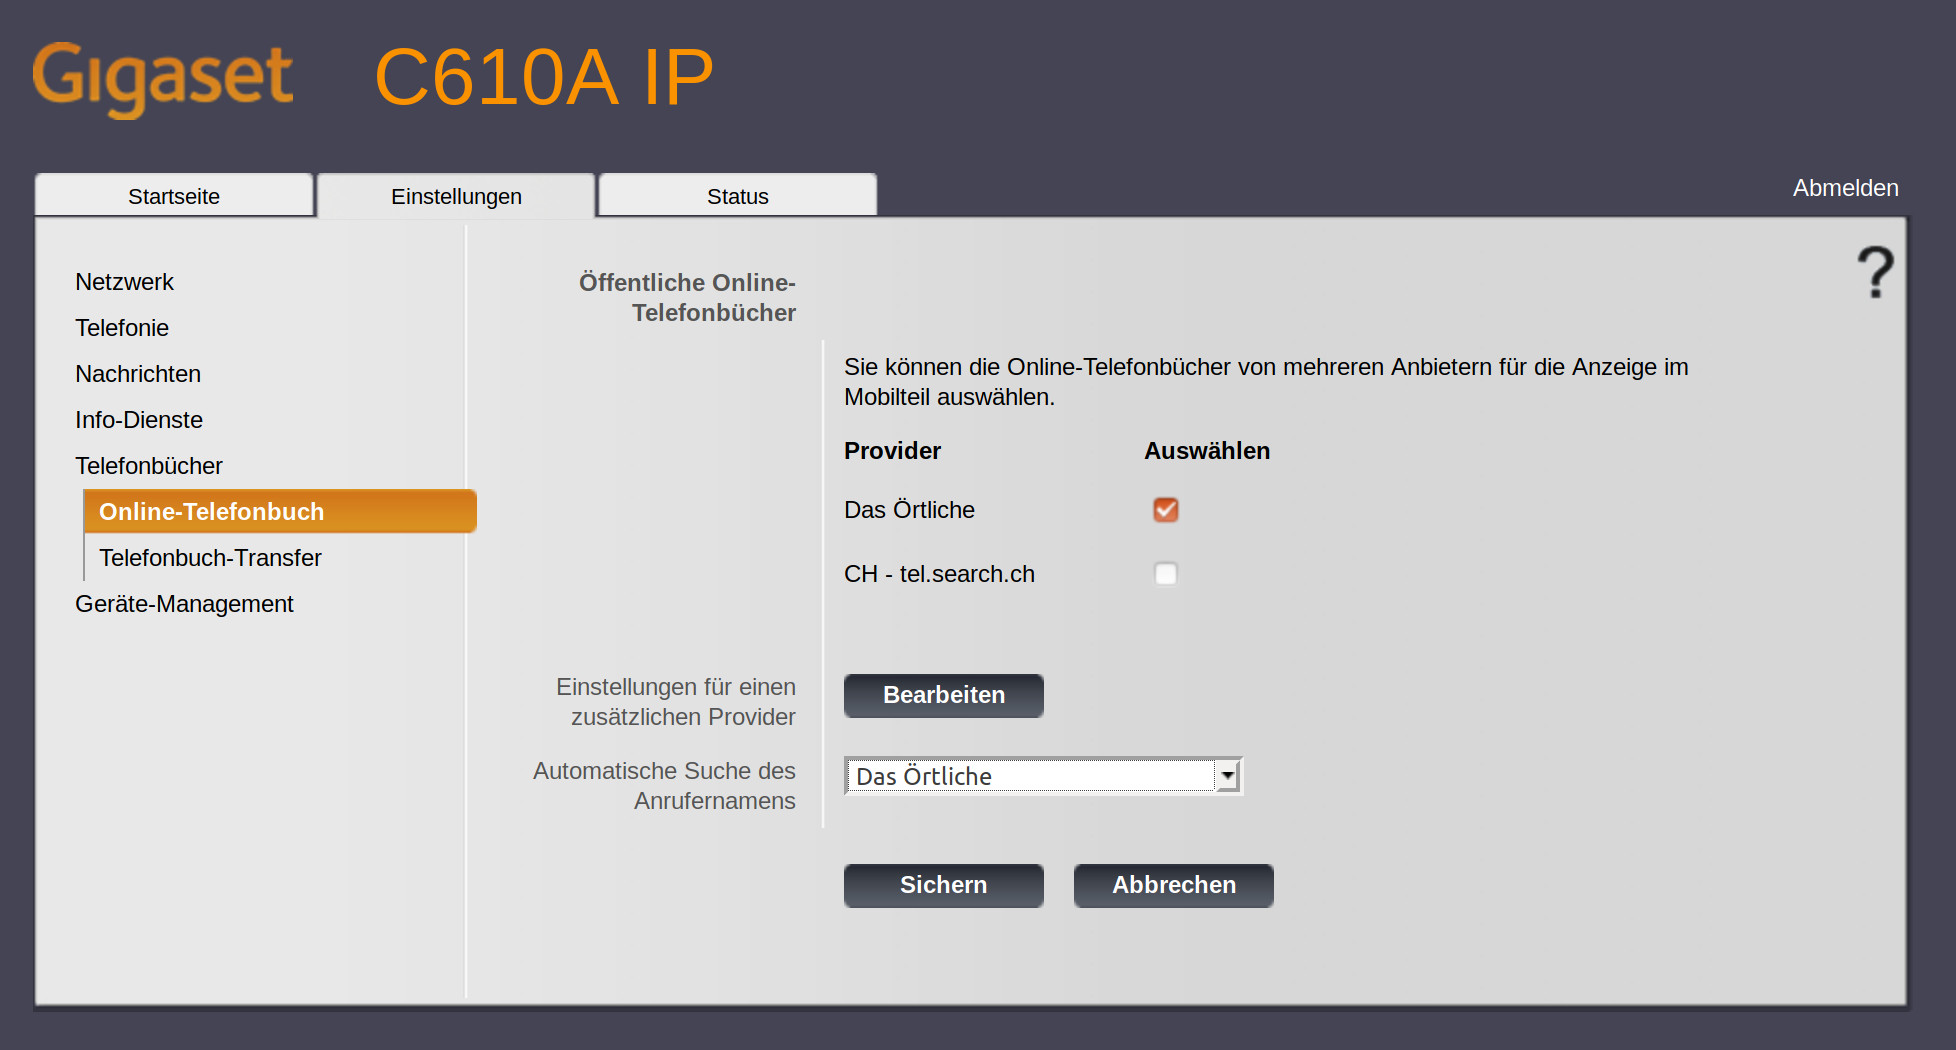 Gigaset C610A IP
Startseite Einstellungen Status Abmelden
?
Netzwerk
Telefonie
Nachrichten
Info-Dienste
Telefonbücher
Online-Telefonbuch
Telefonbuch-Transfer
Geräte-Management
Öffentliche Online-
Telefonbücher
Sie können die Online-Telefonbücher von mehreren Anbietern für die Anzeige im
Mobilteil auswählen.
Provider Auswählen
Das Örtliche
CH - tel.search.ch
Einstellungen für einen
zusätzlichen Provider
Bearbeiten
Automatische Suche des
Anrufernamens
Das Örtliche
Sichern Abbrechen